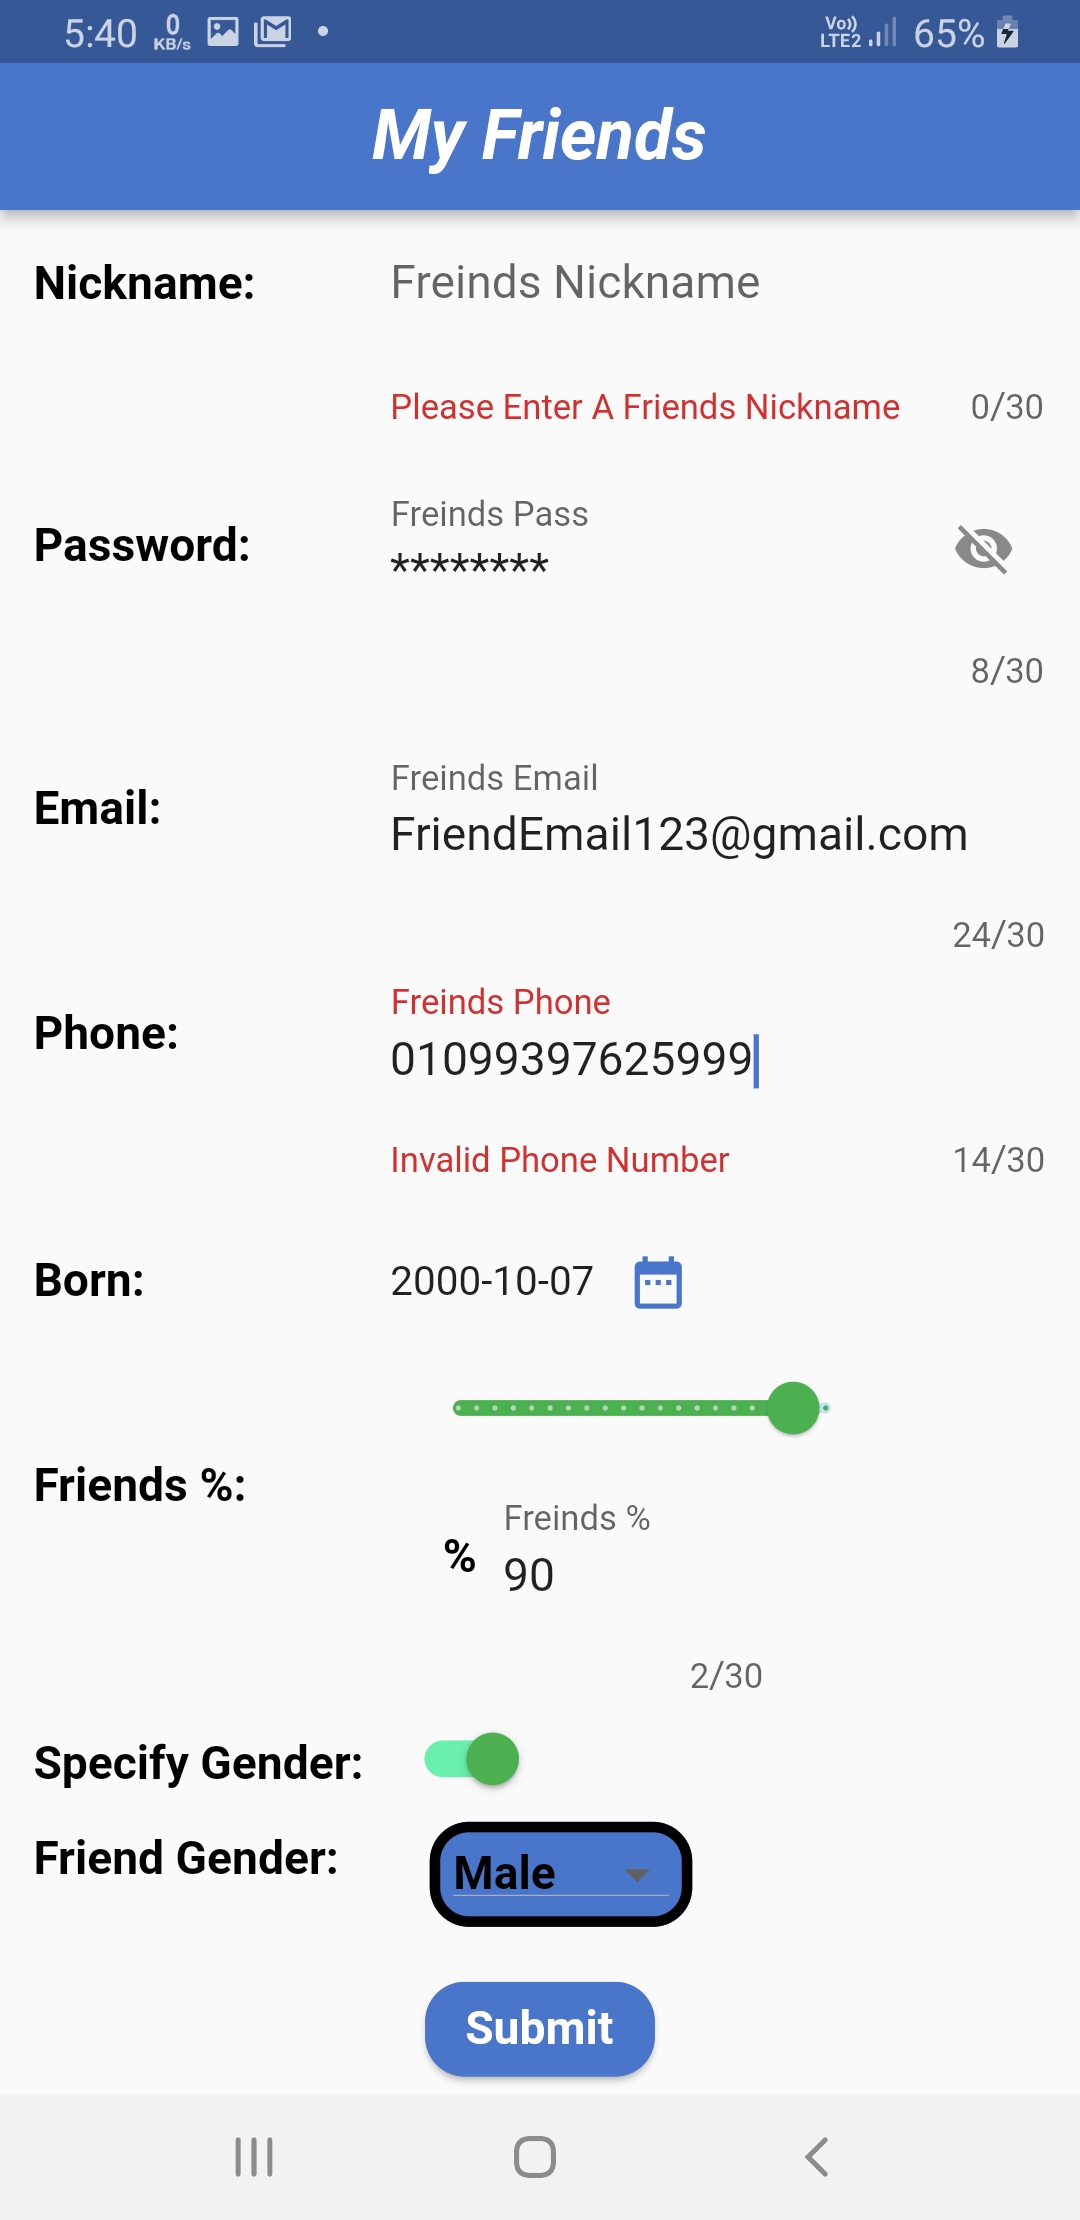 5:40 0 KB/s Vo)) LTE2 65%
My Friends
Nickname: Freinds Nickname
Please Enter A Friends Nickname 0/30
Freinds Pass
Password: ********
8/30
Freinds Email
Email: FriendEmail123@gmail.com
24/30
Freinds Phone
Phone: 01099397625999
Invalid Phone Number 14/30
Born: 2000-10-07
Friends %:
Freinds %
% 90
2/30
Specify Gender:
Friend Gender: Male
Submit